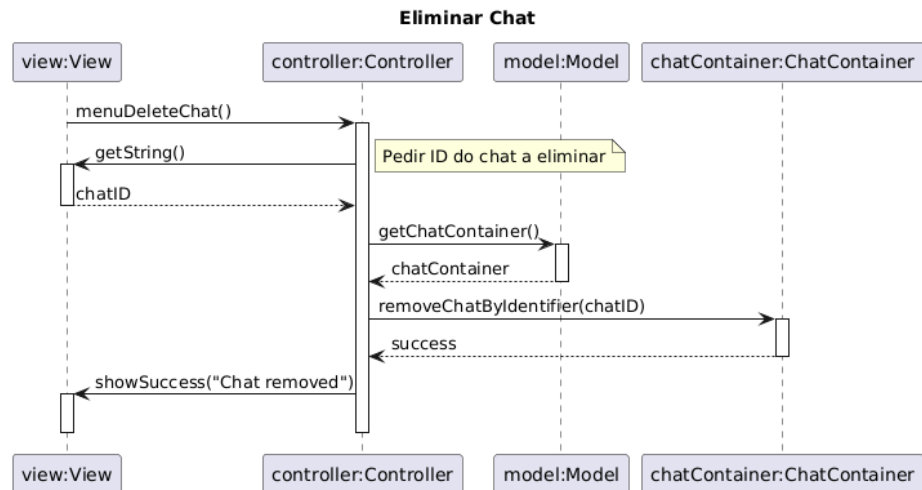 Eliminar Chat
view:View
controller:Controller
model:Model
chatContainer:ChatContainer
menuDeleteChat()
Pedir ID do chat a eliminar
getString()
chatID
getChatContainer()
chatContainer
removeChatByIdentifier(chatID)
success
showSuccess("Chat removed")
view:View
controller:Controller
model:Model
chatContainer:ChatContainer